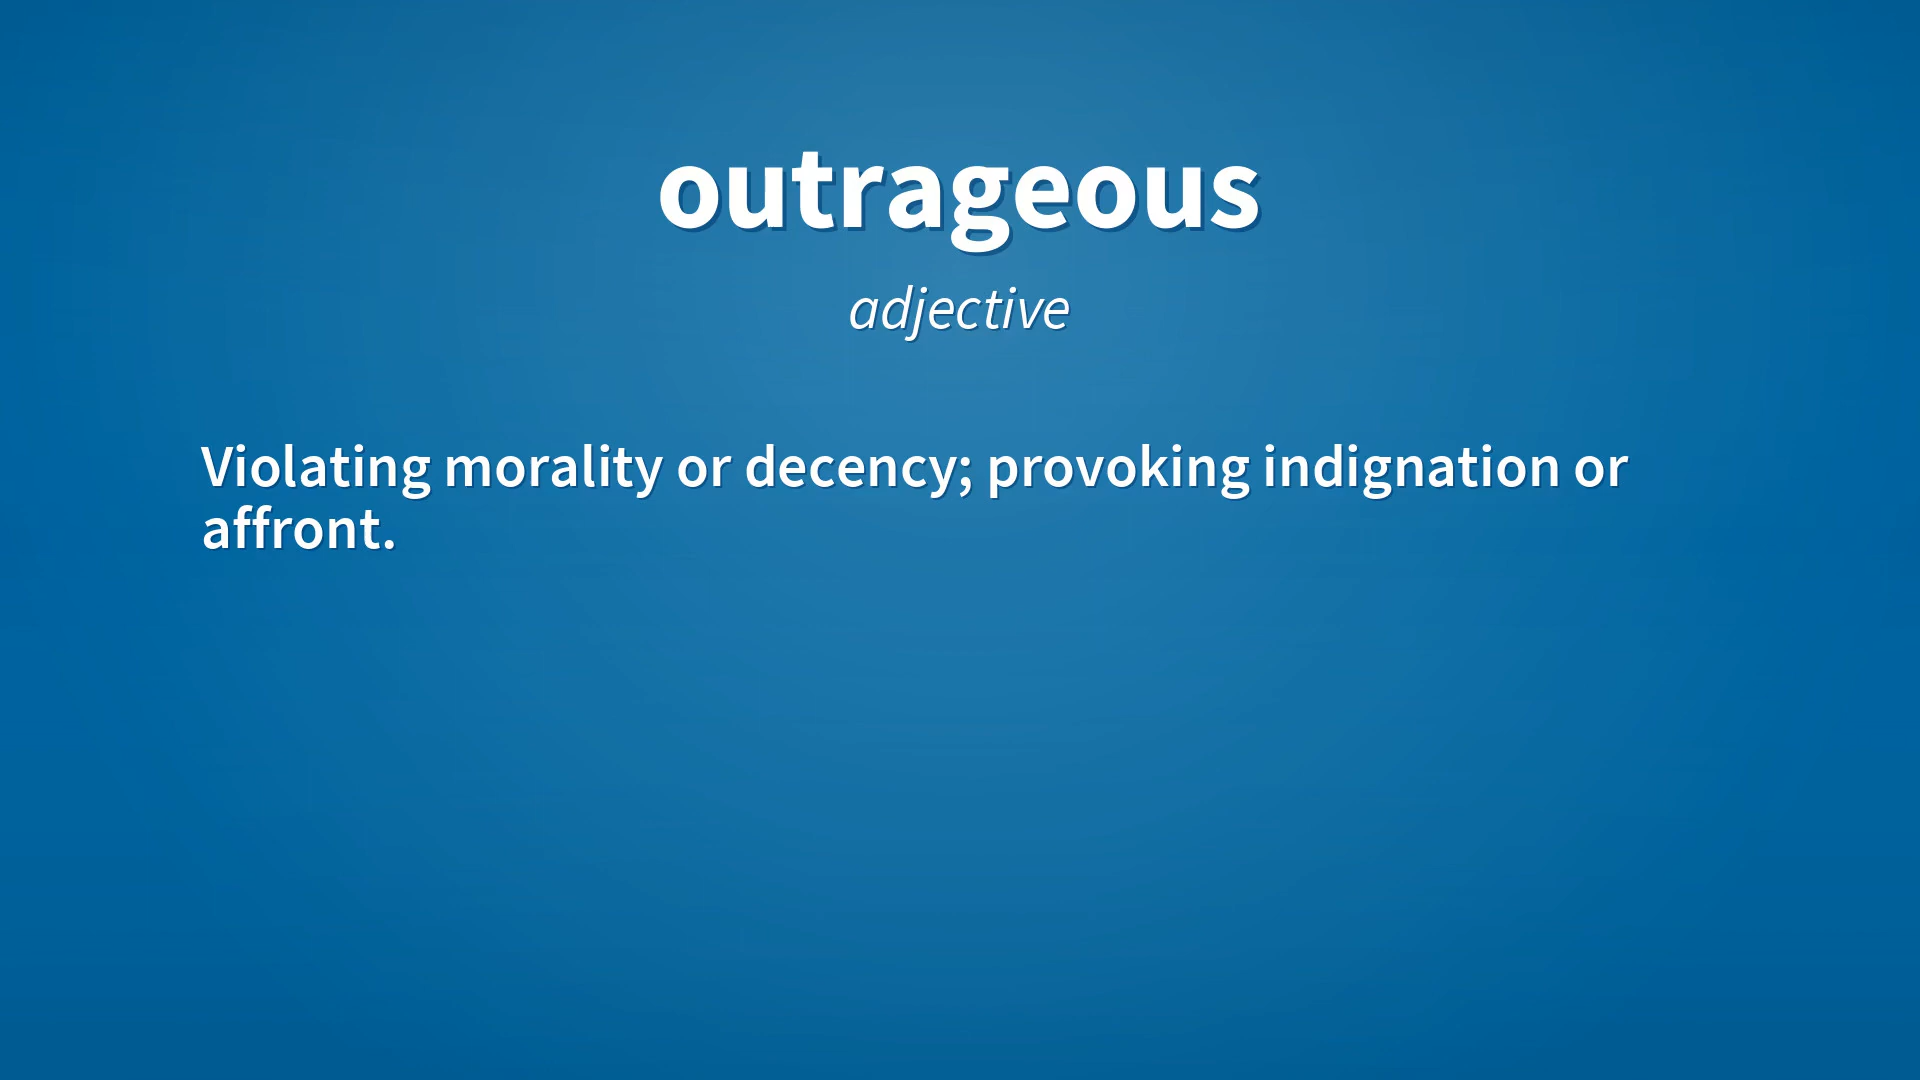 outrageous
adjective
Violating morality or decency; provoking indignation or
affront.